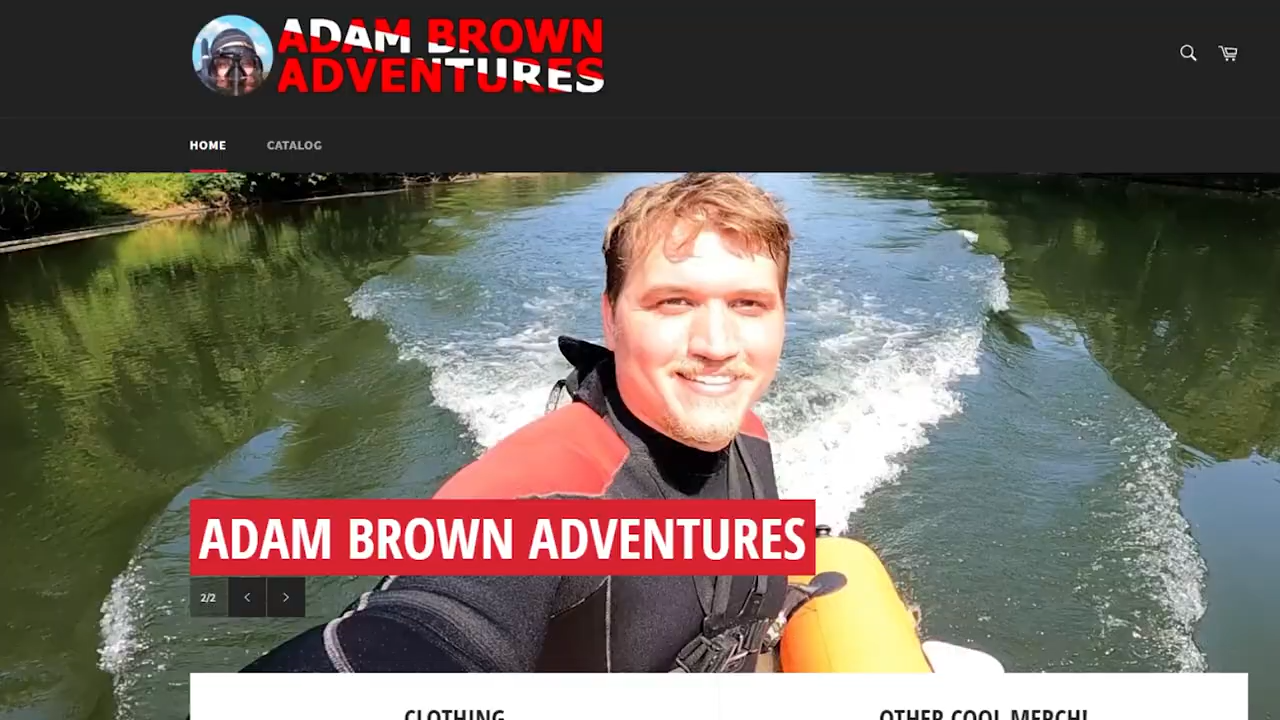 ADAM BROWN
ADVENTURES
HOME CATALOG
ADAM BROWN ADVENTURES
2/2
CLOTHING OTHER COOL MERCH!